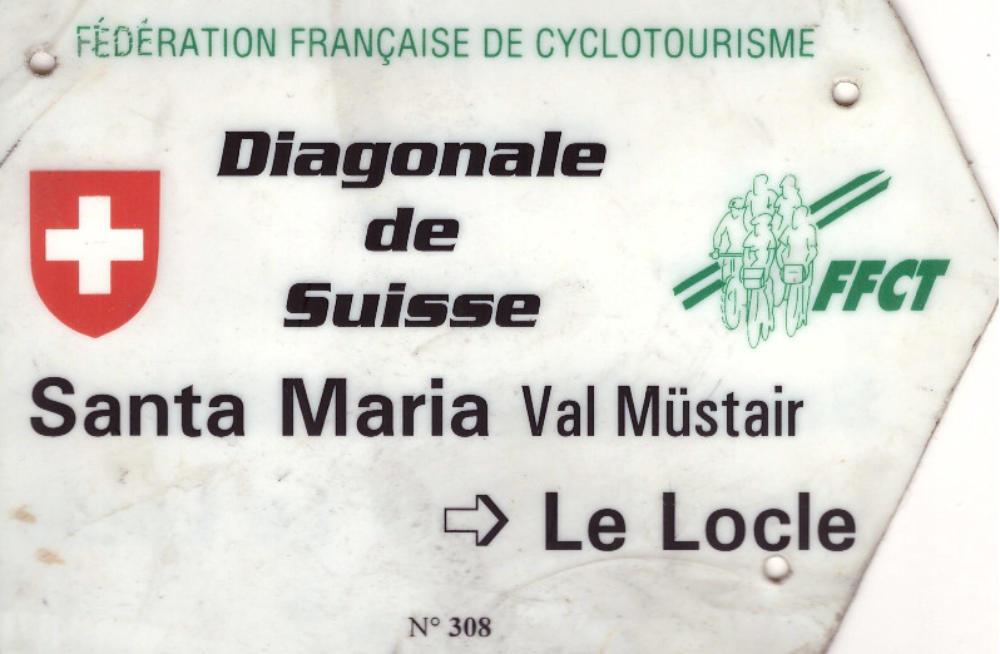 FÉDÉRATION FRANÇAISE DE CYCLOTOURISME
Diagonale
de
Suisse
FFCT
Santa Maria Val Müstair
⇨ Le Locle
N° 308